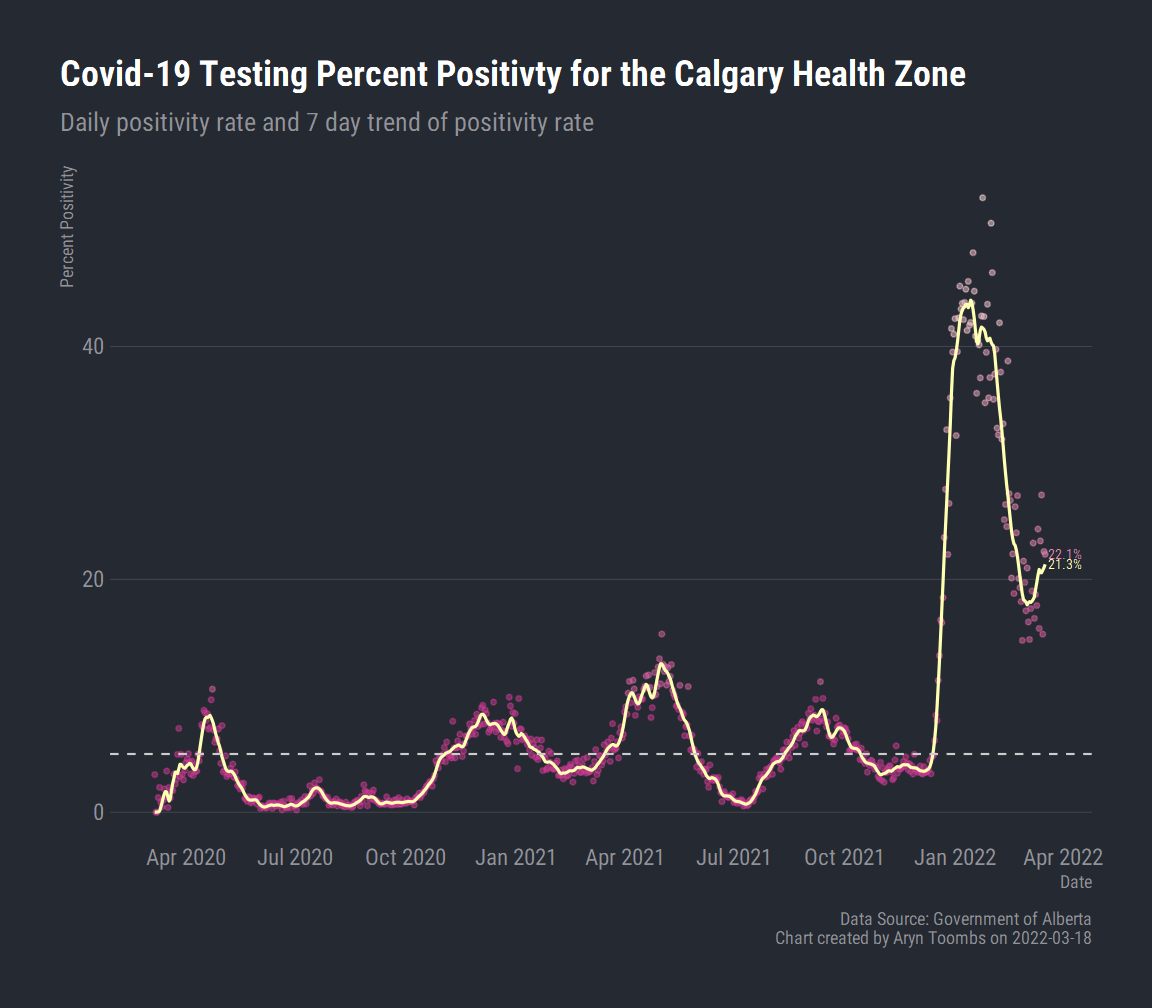 Covid-19 Testing Percent Positivty for the Calgary Health Zone
Daily positivity rate and 7 day trend of positivity rate
Percent Positivity
40
20
0
22.1%
21.3%
Apr 2020 Jul 2020 Oct 2020 Jan 2021 Apr 2021 Jul 2021 Oct 2021 Jan 2022 Apr 2022
Date
Data Source: Government of Alberta
Chart created by Aryn Toombs on 2022-03-18